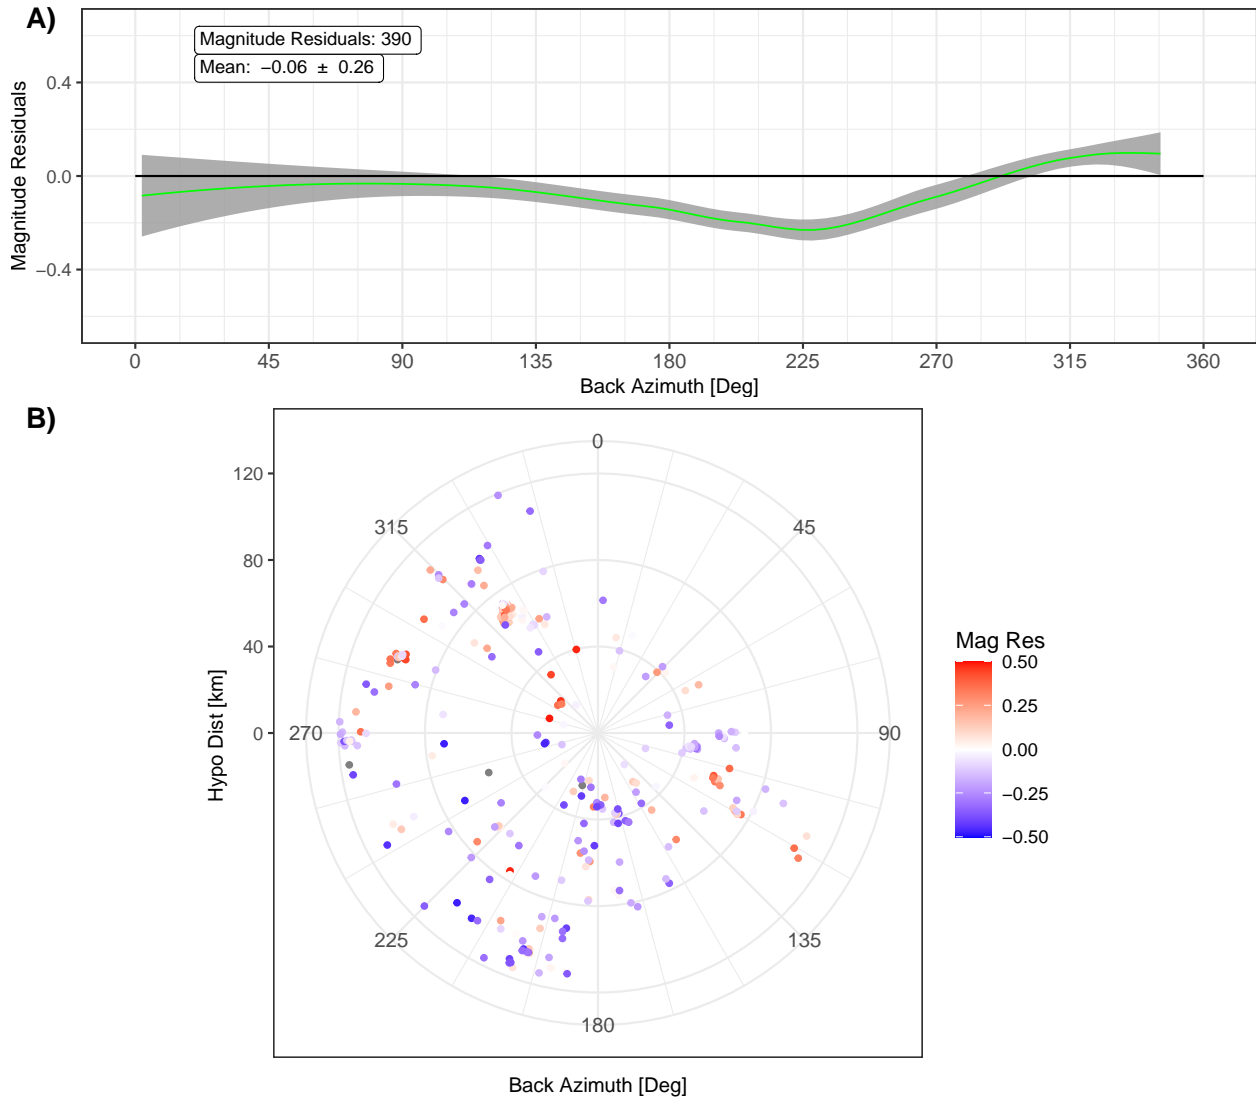 A)
Magnitude Residuals: 390
Mean: −0.06 ± 0.26
Magnitude Residuals
0.4
0.0
−0.4
0 45 90 135 180 225 270 315 360
Back Azimuth [Deg]
B)
Hypo Dist [km]
120
80
40
0
0
45
90
135
180
225
270
315
Back Azimuth [Deg]
Mag Res
0.50
0.25
0.00
−0.25
−0.50